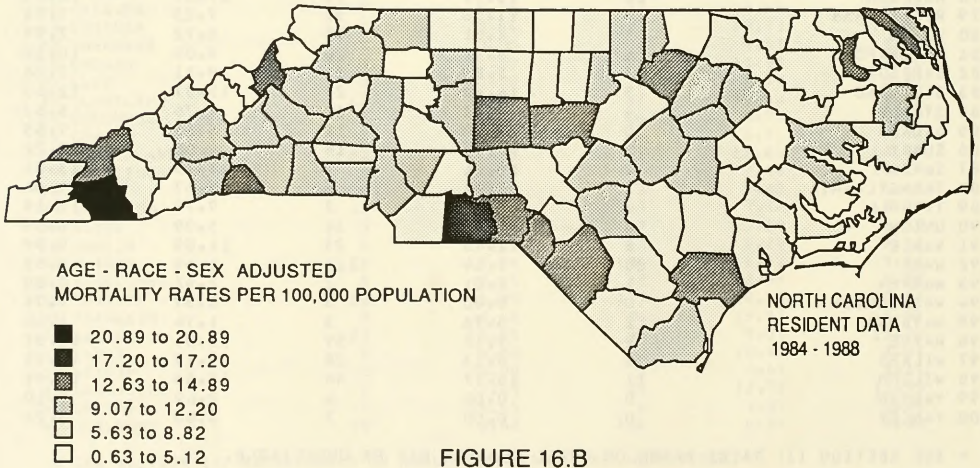 AGE - RACE - SEX ADJUSTED
MORTALITY RATES PER 100,000 POPULATION
20.89 to 20.89
17.20 to 17.20
12.63 to 14.89
9.07 to 12.20
5.63 to 8.82
0.63 to 5.12
NORTH CAROLINA
RESIDENT DATA
1984 - 1988
FIGURE 16.B